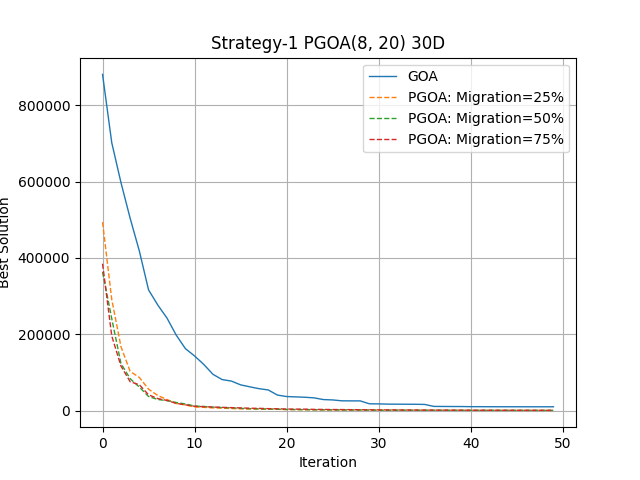 Strategy-1 PGOA(8, 20) 30D
GOA
PGOA: Migration=25%
PGOA: Migration=50%
PGOA: Migration=75%
800000
600000
400000
200000
0
Best Solution
0 10 20 30 40 50
Iteration